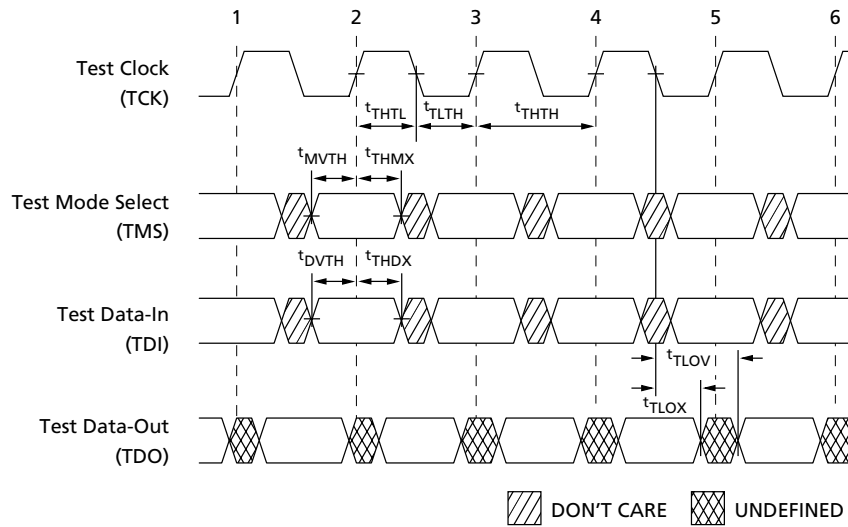 1 2 3 4 5 6
Test Clock
(TCK)
tTHTL tTLTH tTHTH
tMVTH tTHMX
Test Mode Select
(TMS)
tDVTH tTHDX
Test Data-In
(TDI)
tTLOV
tTLOX
Test Data-Out
(TDO)
DON'T CARE UNDEFINED